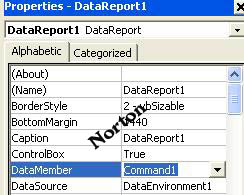 Properties - DataReport1
DataReport1 DataReport
Alphabetic Categorized
(About)
(Name) DataReport1
BorderStyle 2 - vbSizable
BottomMargin 1440
Caption DataReport1
ControlBox True
DataMember Command1
DataSource DataEnvironment1
Norton